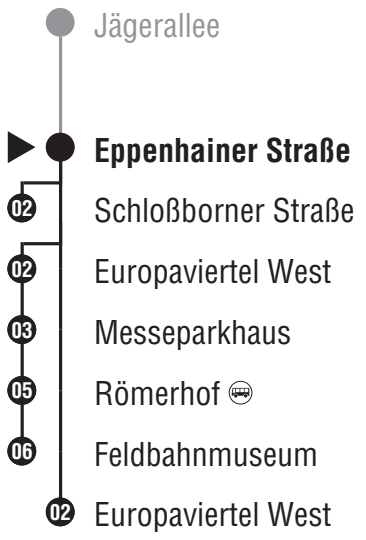 Jägerallee
Eppenhainer Straße
02 Schloßborner Straße
02 Europaviertel West
03 Messeparkhaus
05 Römerhof
06 Feldbahnmuseum
02 Europaviertel West